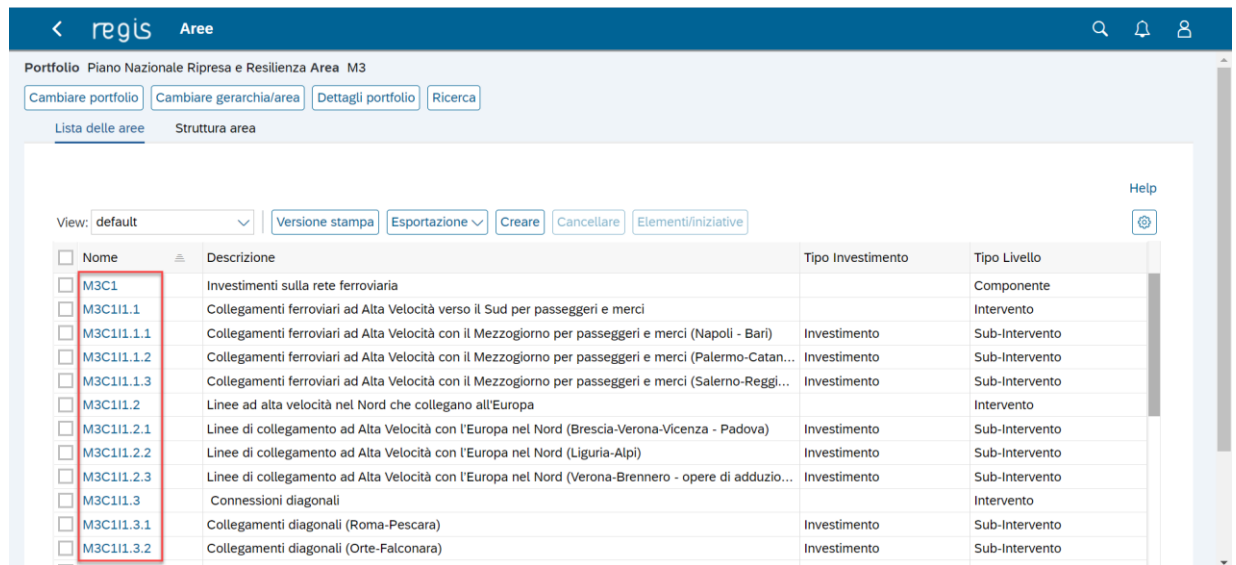 regis Aree
Portfolio Piano Nazionale Ripresa e Resilienza Area M3
Cambiare portfolio Cambiare gerarchia/area Dettagli portfolio Ricerca
Lista delle aree Struttura area
Help
View: default Versione stampa Esportazione Creare Cancellare Elementi/iniziative
Nome Descrizione Tipo Investimento Tipo Livello
M3C1 Investimenti sulla rete ferroviaria Componente
M3C1I1.1 Collegamenti ferroviari ad Alta Velocità verso il Sud per passeggeri e merci Intervento
M3C1I1.1.1 Collegamenti ferroviari ad Alta Velocità con il Mezzogiorno per passeggeri e merci (Napoli - Bari) Investimento Sub-Intervento
M3C1I1.1.2 Collegamenti ferroviari ad Alta Velocità con il Mezzogiorno per passeggeri e merci (Palermo-Catan... Investimento Sub-Intervento
M3C1I1.1.3 Collegamenti ferroviari ad Alta Velocità con il Mezzogiorno per passeggeri e merci (Salerno-Reggi... Investimento Sub-Intervento
M3C1I1.2 Linee ad alta velocità nel Nord che collegano all'Europa Intervento
M3C1I1.2.1 Linee di collegamento ad Alta Velocità con l'Europa nel Nord (Brescia-Verona-Vicenza - Padova) Investimento Sub-Intervento
M3C1I1.2.2 Linee di collegamento ad Alta Velocità con l'Europa nel Nord (Liguria-Alpi) Investimento Sub-Intervento
M3C1I1.2.3 Linee di collegamento ad Alta Velocità con l'Europa nel Nord (Verona-Brennero - opere di adduzio... Investimento Sub-Intervento
M3C1I1.3 Connessioni diagonali Intervento
M3C1I1.3.1 Collegamenti diagonali (Roma-Pescara) Investimento Sub-Intervento
M3C1I1.3.2 Collegamenti diagonali (Orte-Falconara) Investimento Sub-Intervento